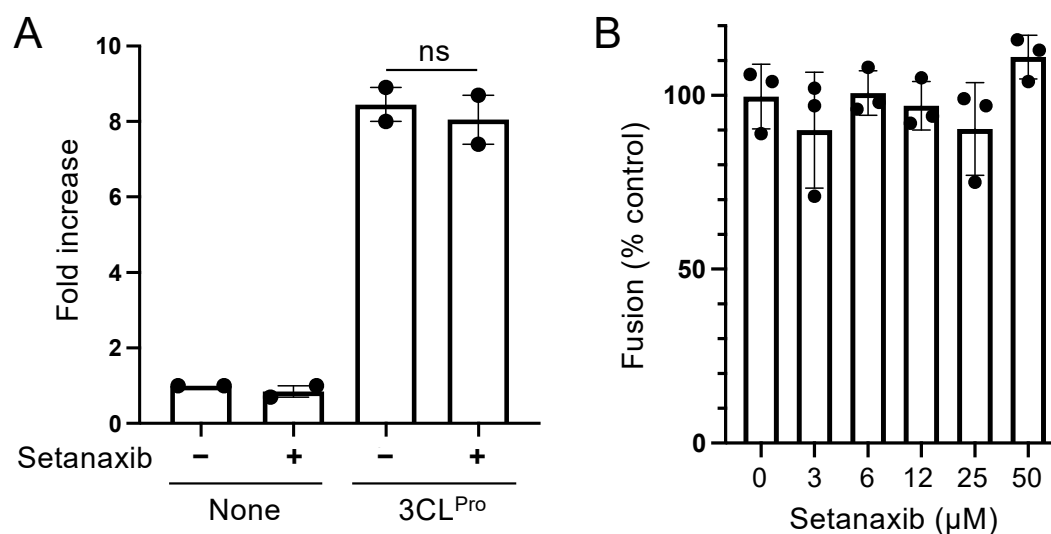 A
Fold increase
10
8
6
4
2
0
ns
Setanaxib − + − +
None 3CLPro
B
Fusion (% control)
100
50
0
0 3 6 12 25 50
Setanaxib (µM)